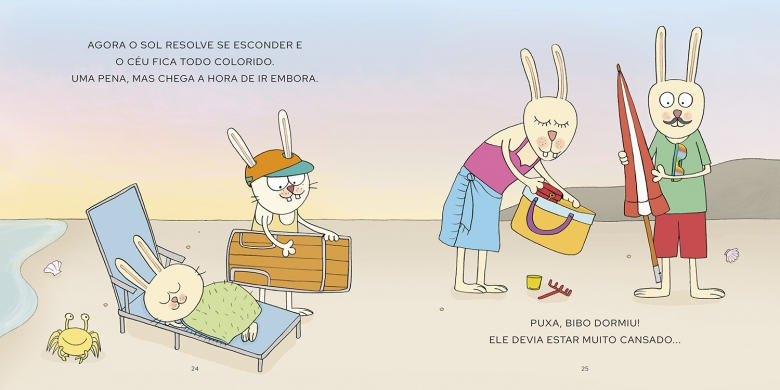 AGORA O SOL RESOLVE SE ESCONDER E
O CÉU FICA TODO COLORIDO.
UMA PENA, MAS CHEGA A HORA DE IR EMBORA.
24
PUXA, BIBO DORMIU!
ELE DEVIA ESTAR MUITO CANSADO...
25